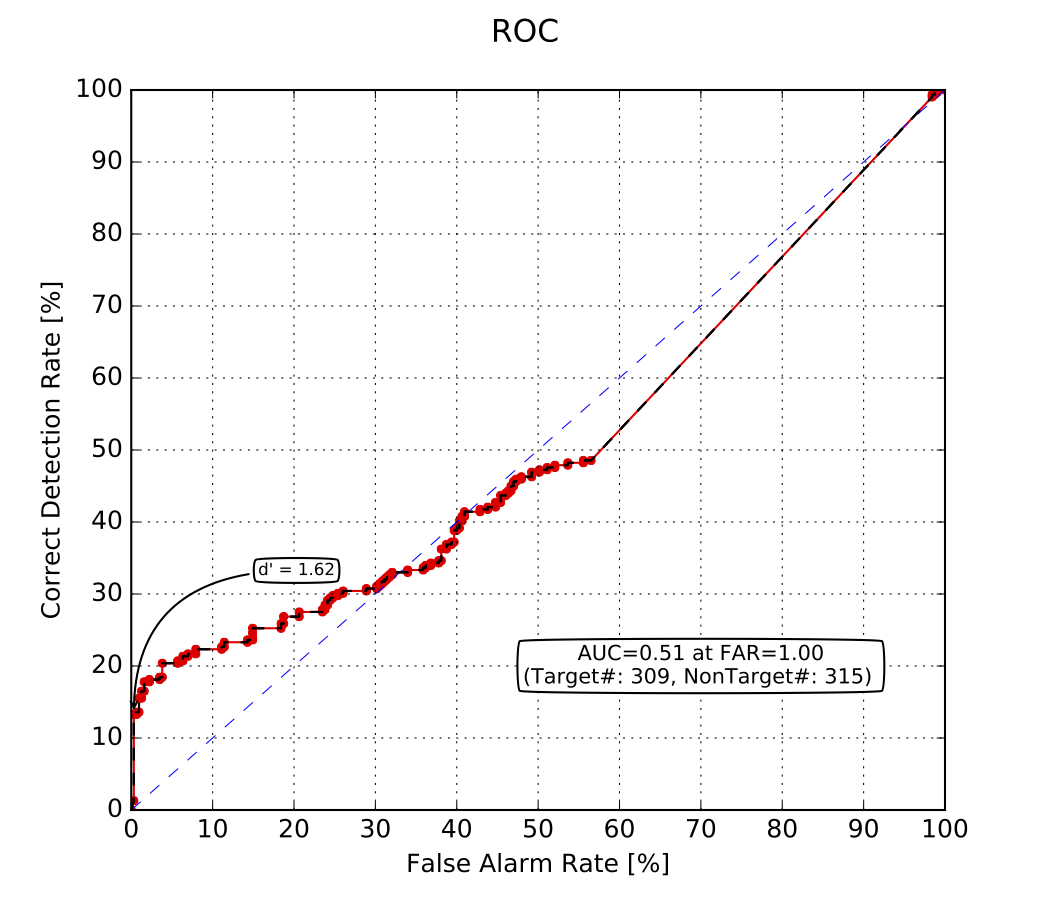 ROC
100
90
80
70
60
50
40
30
20
10
0
Correct Detection Rate [%]
d' = 1.62
AUC=0.51 at FAR=1.00
(Target#: 309, NonTarget#: 315)
0 10 20 30 40 50 60 70 80 90 100
False Alarm Rate [%]